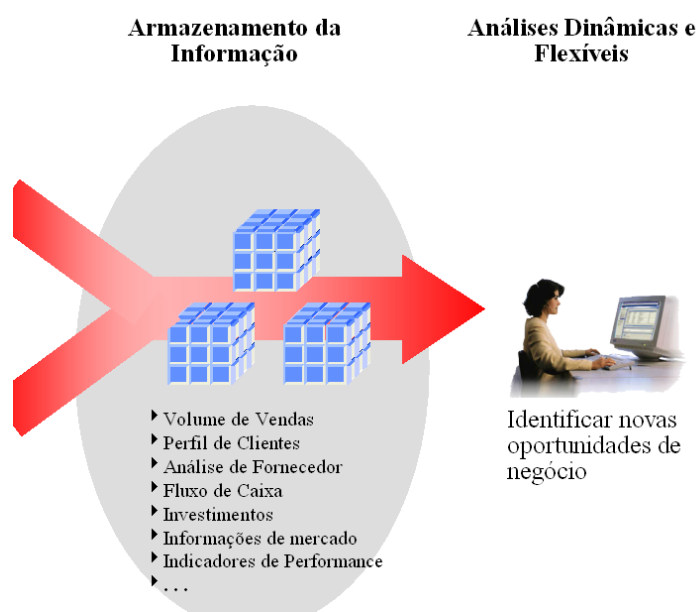 Armazenamento da
Informação
Análises Dinâmicas e
Flexíveis
Volume de Vendas
Perfil de Clientes
Análise de Fornecedor
Fluxo de Caixa
Investimentos
Informações de mercado
Indicadores de Performance
. . .
Identificar novas
oportunidades de
negócio